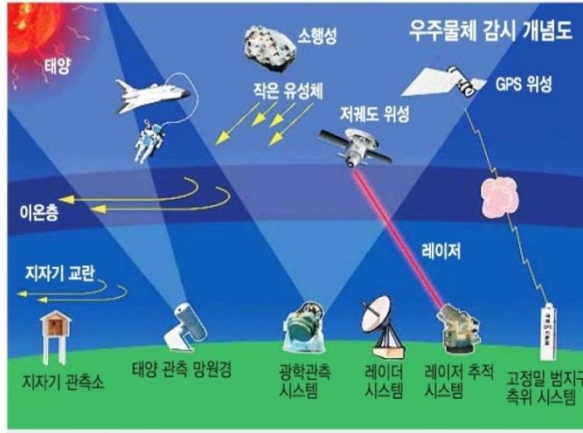 우주물체 감시 개념도
태양
소행성
작은 유성체
GPS 위성
저궤도 위성
이온층
레이저
지자기 교란
지자기 관측소
태양 관측 망원경
광학관측
시스템
레이더
시스템
레이저 추적
시스템
고정밀 범지구
측위 시스템